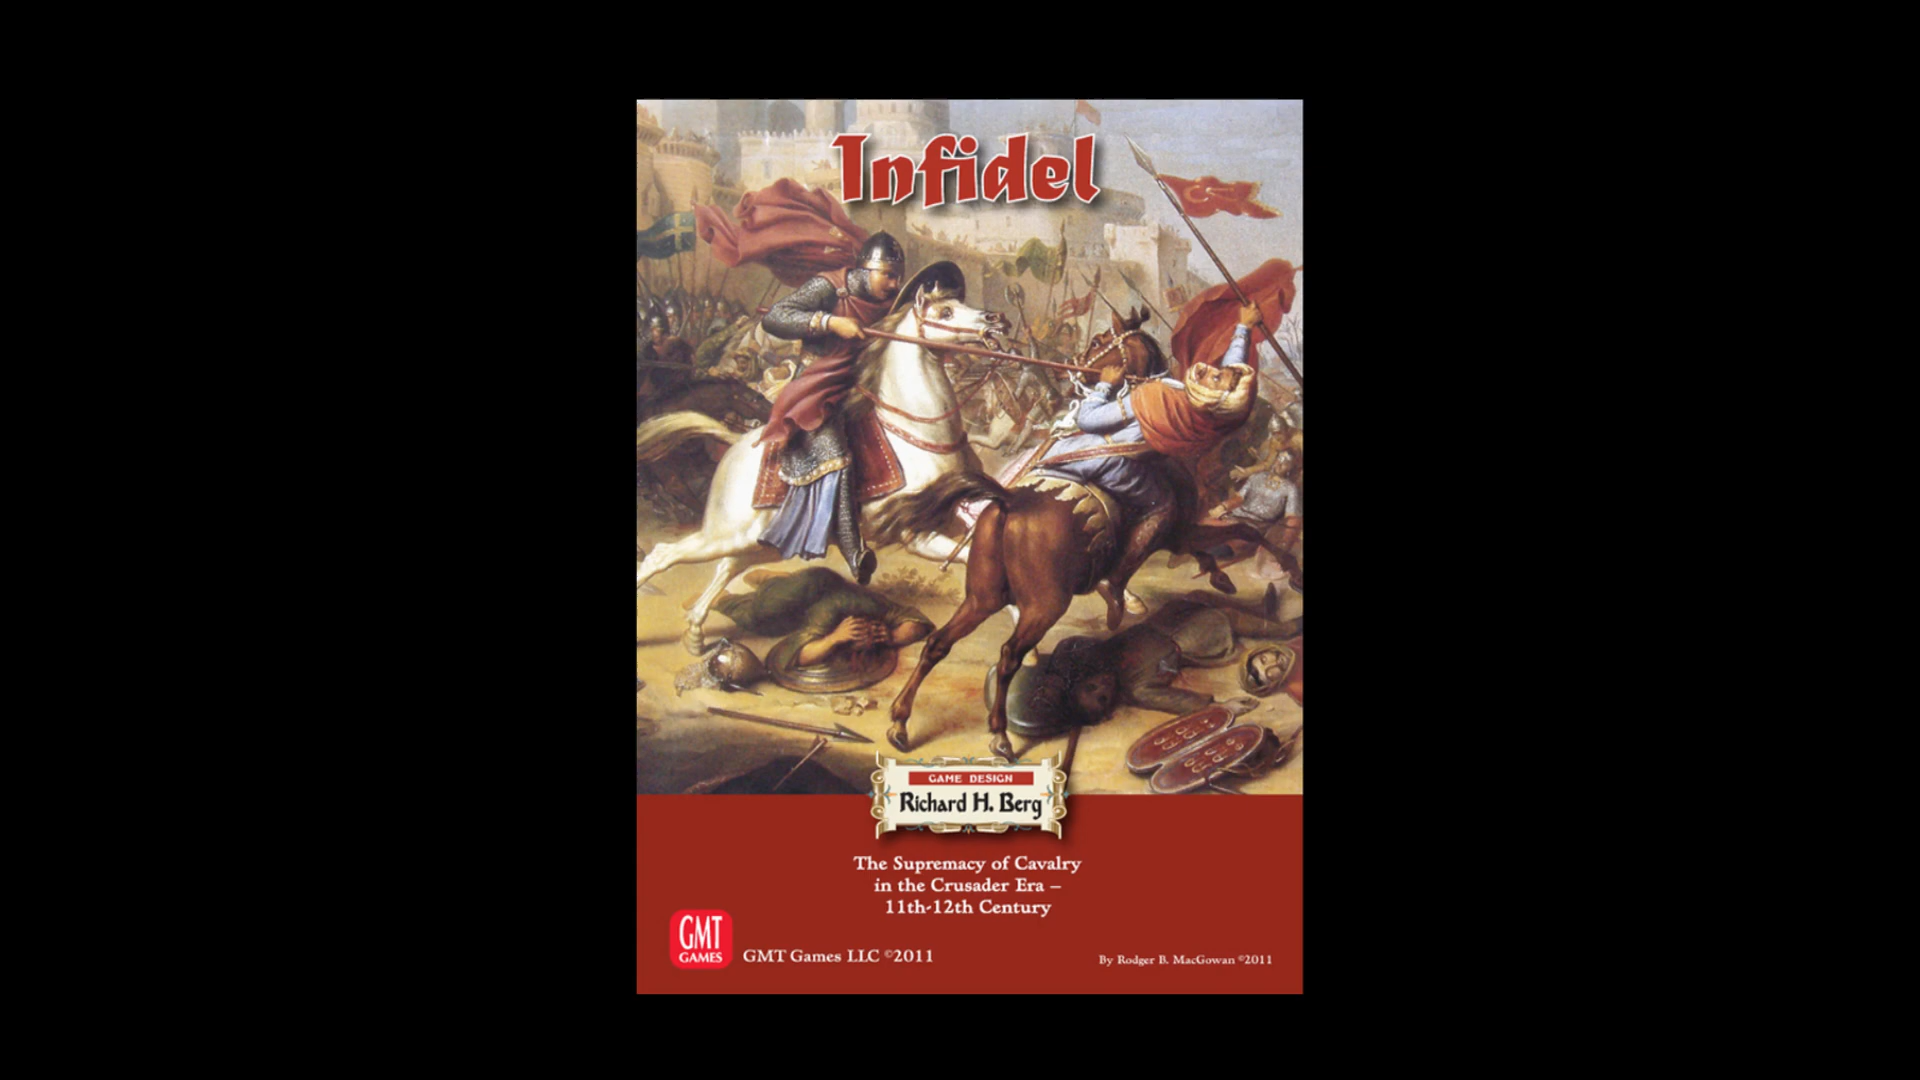 Infidel
GAME DESIGN
Richard H. Berg
The Supremacy of Cavalry
in the Crusader Era –
11th-12th Century
GMT
GAMES
GMT Games LLC ©2011
By Rodger B. MacGowan ©2011